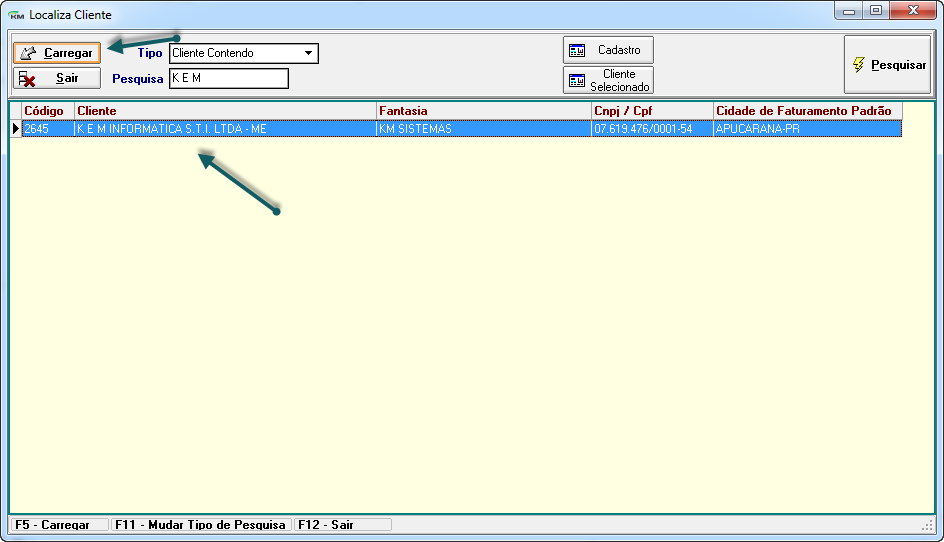 KM Localiza Cliente
Carregar
Tipo Cliente Contendo
Sair
Pesquisa K E M
Cadastro
Cliente
Selecionado
Pesquisar
Código Cliente Fantasia Cnpj / Cpf Cidade de Faturamento Padrão
2645 K E M INFORMATICA S.T.I. LTDA - ME KM SISTEMAS 07.619.476/0001-54 APUCARANA-PR
F5 - Carregar F11 - Mudar Tipo de Pesquisa F12 - Sair